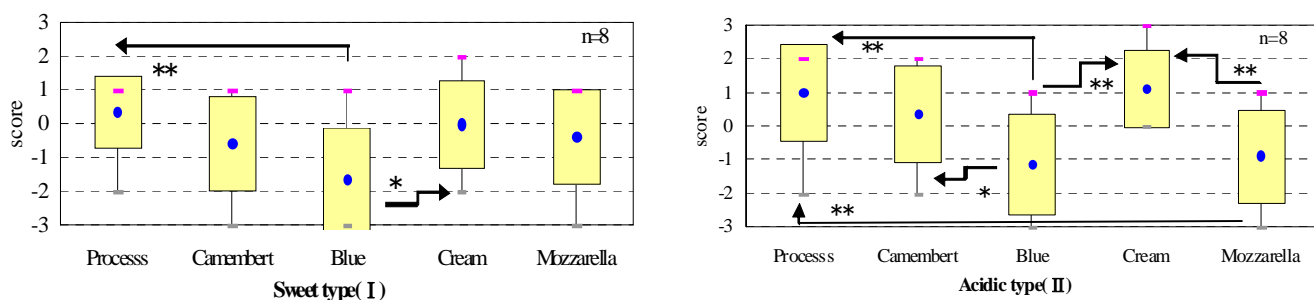 3
2
1
0
-1
-2
-3
score
n=8
**
*
Processs Camembert Blue Cream Mozzarella
Sweet type( I )
3
2
1
0
-1
-2
-3
score
n=8
**
**
**
*
**
Process s Camembert Blue Cream Mozzarella
Acidic type( II )